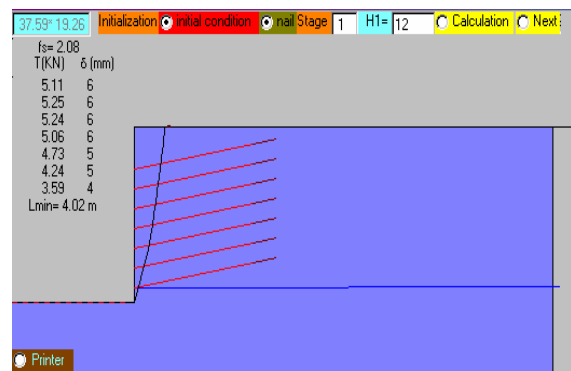 37.59* 19.26 Initialization initial condition nail Stage 1 H1= 12 Calculation Next
fs= 2.08
T(KN) δ (mm)
5.11 6
5.25 6
5.24 6
5.06 6
4.73 5
4.24 5
3.59 4
Lmin= 4.02 m
Printer